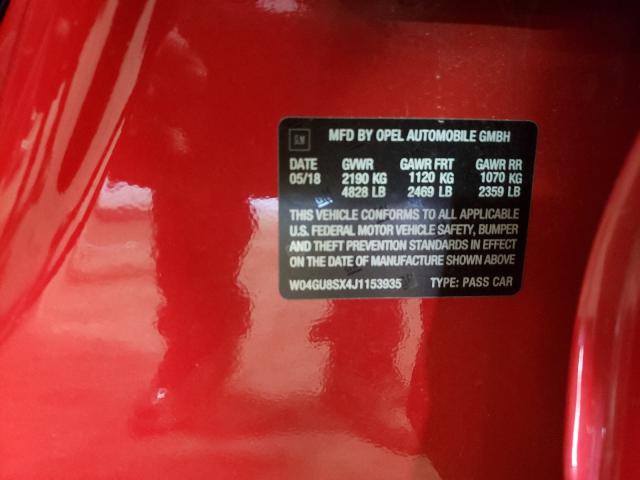 GM
MFD BY OPEL AUTOMOBILE GMBH
DATE GVWR GAWR FRT GAWR RR
05/18 2190 KG 1120 KG 1070 KG
4828 LB 2469 LB 2359 LB
THIS VEHICLE CONFORMS TO ALL APPLICABLE
U.S. FEDERAL MOTOR VEHICLE SAFETY, BUMPER
AND THEFT PREVENTION STANDARDS IN EFFECT
ON THE DATE OF MANUFACTURE SHOWN ABOVE
W04GU8SX4J1153935 TYPE: PASS CAR